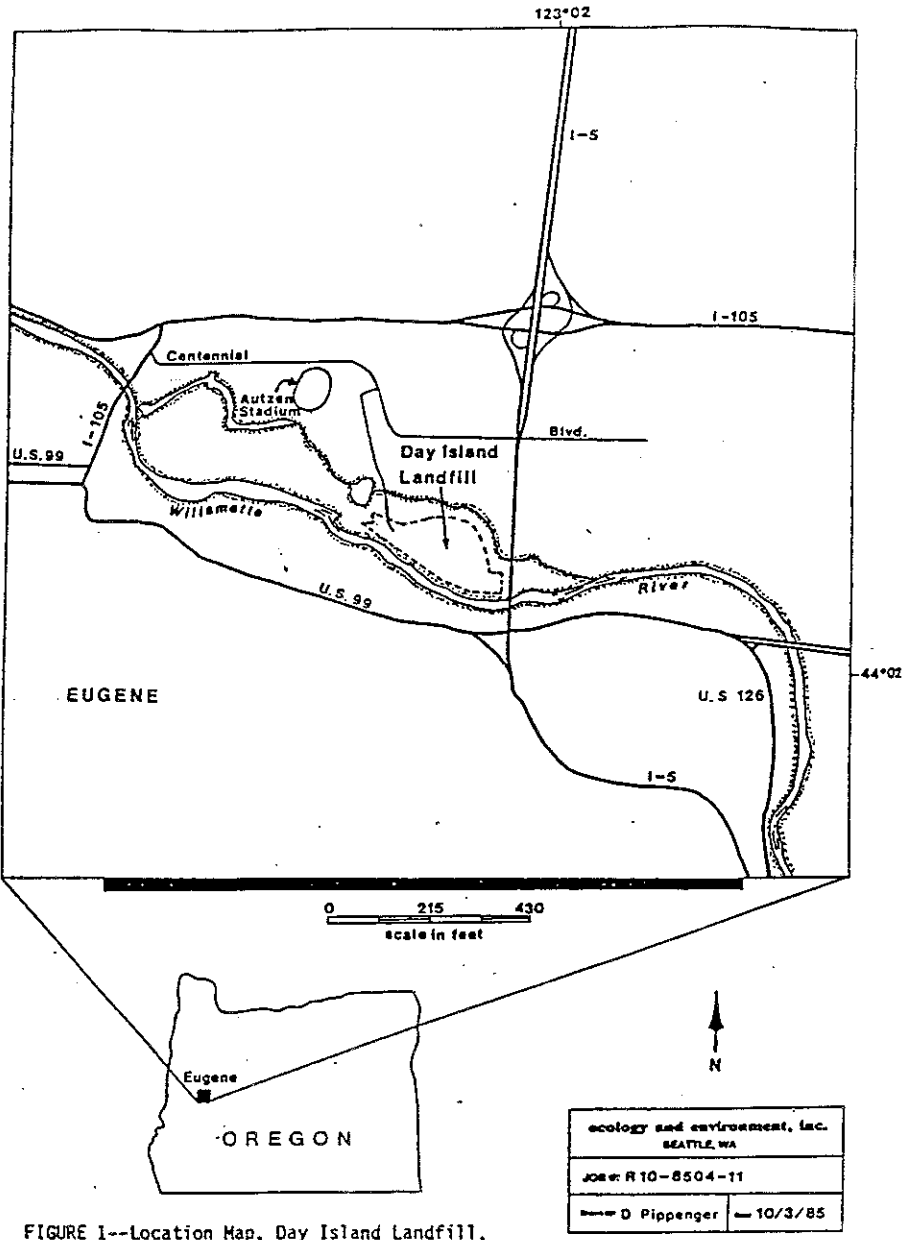 123°02
I-5
I-105
Centennial
Autzen
Stadium
I-105
Blvd.
U.S.99
Day Island
Landfill
Willamette
River
U.S. 99
44°02
EUGENE
U.S 126
I-5
0 215 430
scale in feet
N
Eugene
OREGON
ecology and environment, inc.
SEATTLE, WA
JOB #: R 10-8504-11
D Pippenger 10/3/85
FIGURE I--Location Map, Day Island Landfill.